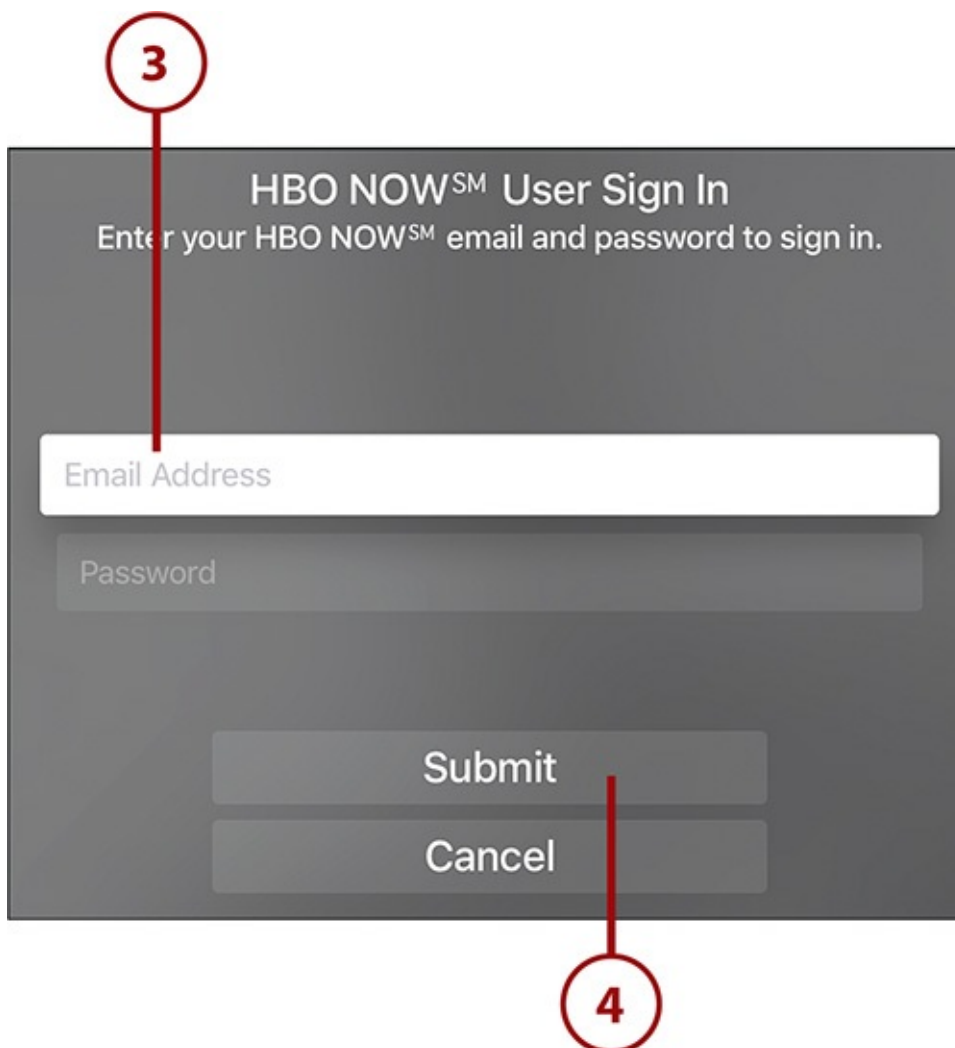 3
HBO NOW℠ User Sign In
Enter your HBO NOW℠ email and password to sign in.
Email Address
Password
Submit
Cancel
4